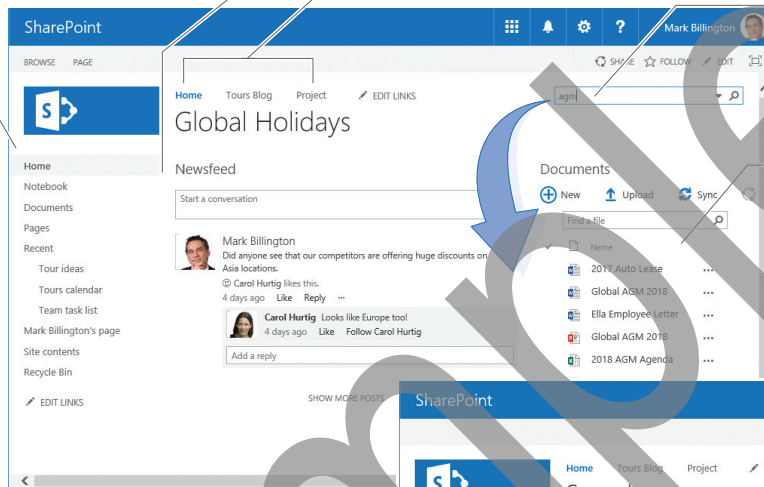 SharePoint
?
Mark Billington
BROWSE PAGE
SHARE FOLLOW EDIT
Home Tours Blog Project EDIT LINKS
agm
Global Holidays
S
Home
Notebook
Documents
Pages
Recent
Tour ideas
Tours calendar
Team task list
Mark Billington's page
Site contents
Recycle Bin
EDIT LINKS
Newsfeed
Start a conversation
Mark Billington
Did anyone see that our competitors are offering huge discounts on
Asia locations.
Carol Hurtig likes this.
4 days ago Like Reply ...
Carol Hurtig Looks like Europe too!
4 days ago Like Follow Carol Hurtig
Add a reply
SHOW MORE POSTS
Documents
New Upload Sync
Find a file
Name
2017 Auto Lease ...
Global AGM 2018 ...
Ella Employee Letter ...
Global AGM 2018 ...
2018 AGM Agenda ...
SharePoint
S
Home Tours Blog Project